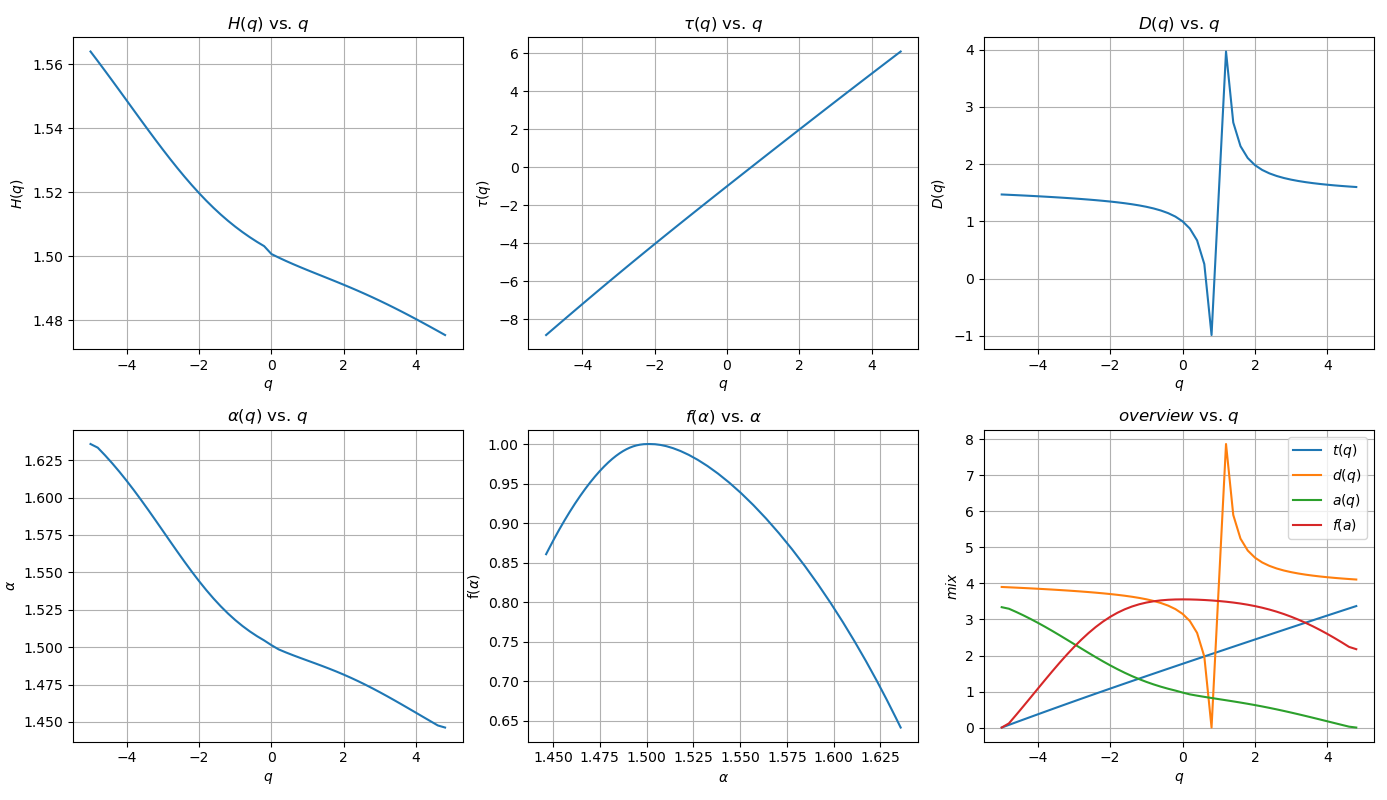 H(q) vs. q
1.56
1.54
1.52
1.50
1.48
H(q)
−4 −2 0 2 4
q
τ(q) vs. q
6
4
2
0
−2
−4
−6
−8
τ(q)
−4 −2 0 2 4
q
D(q) vs. q
4
3
2
1
0
−1
D(q)
−4 −2 0 2 4
q
α(q) vs. q
1.625
1.600
1.575
1.550
1.525
1.500
1.475
1.450
α
−4 −2 0 2 4
q
f(α) vs. α
1.00
0.95
0.90
0.85
0.80
0.75
0.70
0.65
f(α)
1.450 1.475 1.500 1.525 1.550 1.575 1.600 1.625
α
overview vs. q
8
7
6
5
4
3
2
1
0
mix
t(q)
d(q)
a(q)
f(a)
−4 −2 0 2 4
q